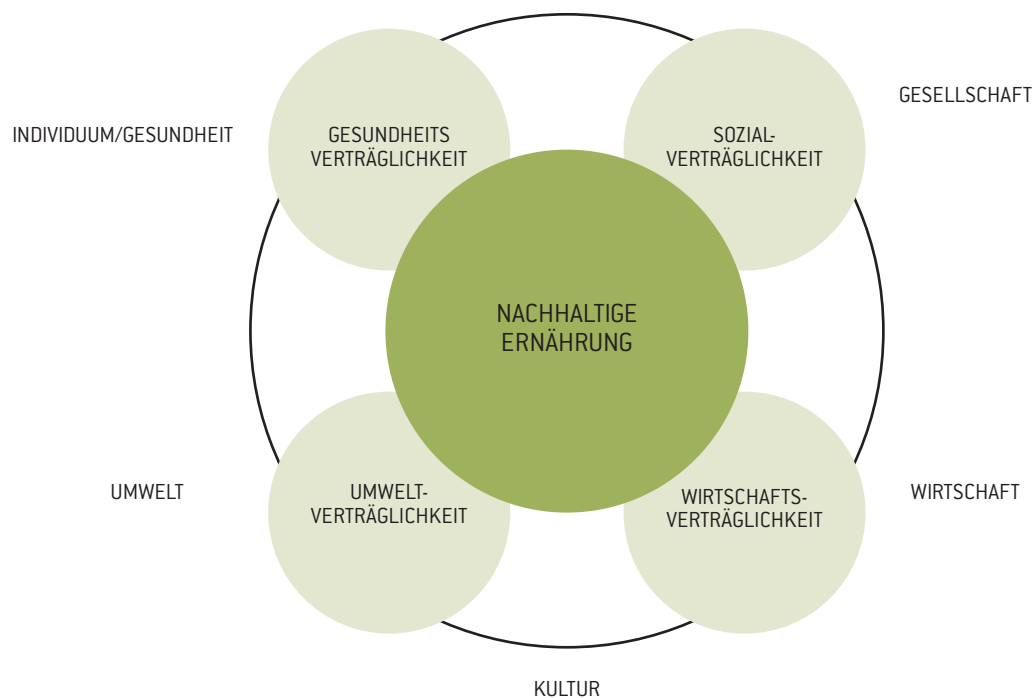 GESELLSCHAFT
INDIVIDUUM/GESUNDHEIT
GESUNDHEITS
VERTRÄGLICHKEIT
SOZIAL-
VERTRÄGLICHKEIT
NACHHALTIGE
ERNÄHRUNG
UMWELT
UMWELT-
VERTRÄGLICHKEIT
WIRTSCHAFTS-
VERTRÄGLICHKEIT
WIRTSCHAFT
KULTUR